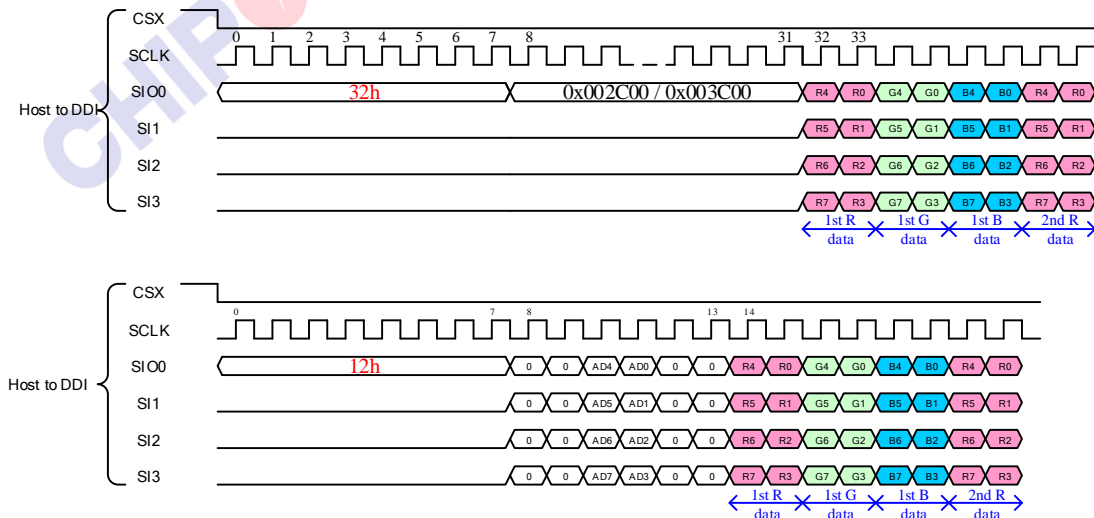 CHIP
CSX
0 1 2 3 4 5 6 7 8 31 32 33
SCLK
SIO0 32h 0x002C00 / 0x003C00 R4 R0 G4 G0 B4 B0 R4 R0
Host to DDI
SI1 R5 R1 G5 G1 B5 B1 R5 R1
SI2 R6 R2 G6 G2 B6 B2 R6 R2
SI3 R7 R3 G7 G3 B7 B3 R7 R3
1st R 1st G 1st B 2nd R
data data data data
CSX
0 7 8 13 14
SCLK
SIO0 12h 0 0 AD4 AD0 0 0 R4 R0 G4 G0 B4 B0 R4 R0
Host to DDI
SI1 0 0 AD5 AD1 0 0 R5 R1 G5 G1 B5 B1 R5 R1
SI2 0 0 AD6 AD2 0 0 R6 R2 G6 G2 B6 B2 R6 R2
SI3 0 0 AD7 AD3 0 0 R7 R3 G7 G3 B7 B3 R7 R3
1st R 1st G 1st B 2nd R
data data data data